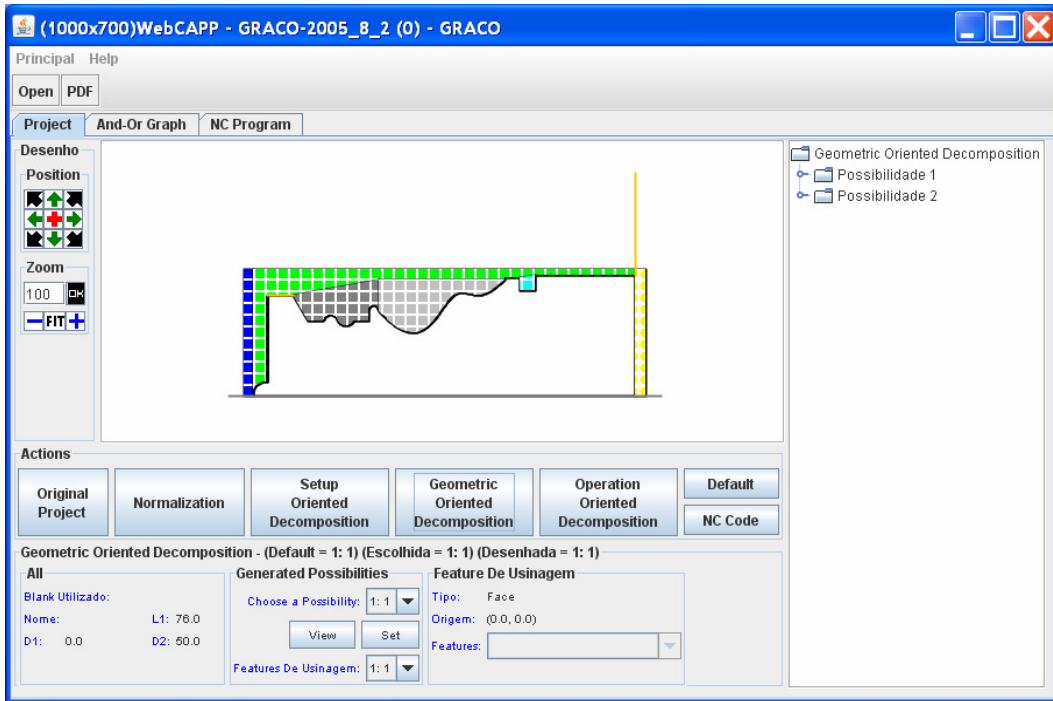 (1000x700)WebCAPP - GRACO-2005_8_2 (0) - GRACO
Principal Help
Open PDF
Project And-Or Graph NC Program
Desenho
Position
Zoom
100 OK
FIT
Geometric Oriented Decomposition
Possibilidade 1
Possibilidade 2
Actions
Original
Project
Normalization
Setup
Oriented
Decomposition
Geometric
Oriented
Decomposition
Operation
Oriented
Decomposition
Default
NC Code
Geometric Oriented Decomposition - (Default = 1: 1) (Escolhida = 1: 1) (Desenhada = 1: 1)
All
Blank Utilizado:
Nome: L1: 76.0
D1: 0.0 D2: 50.0
Generated Possibilities
Choose a Possibility: 1: 1
View Set
Features De Usinagem: 1: 1
Feature De Usinagem
Tipo: Face
Origem: (0.0, 0.0)
Features: